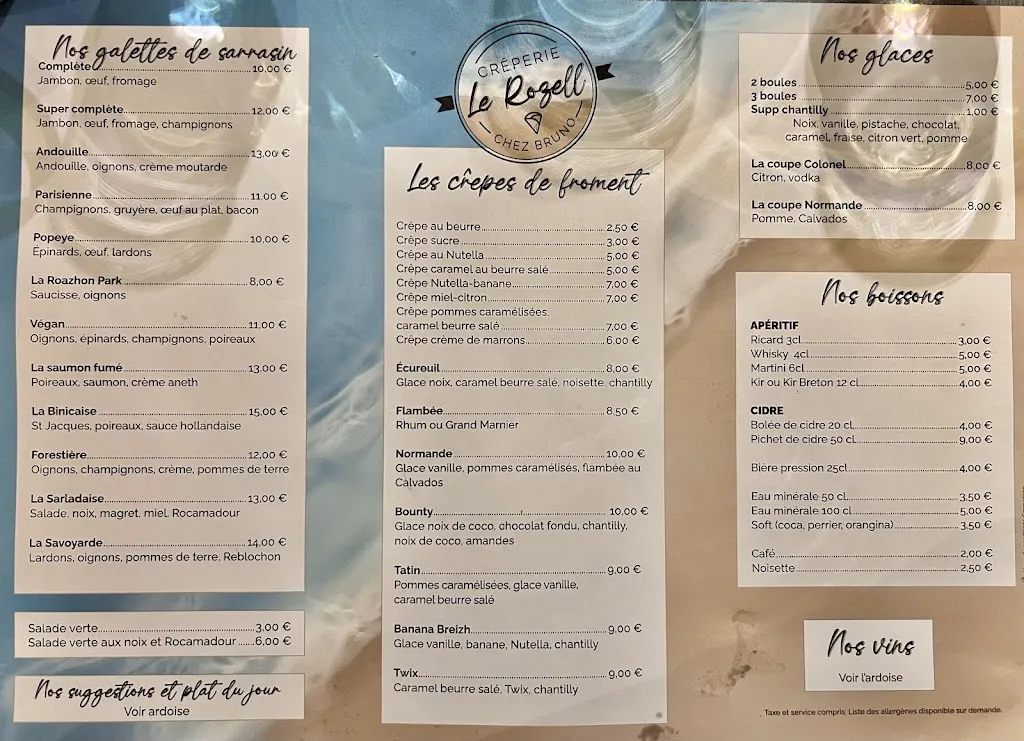 Nos galettes de sarrasin
Complète 10,00 €
Jambon, œuf, fromage
Super complète 12,00 €
Jambon, œuf, fromage, champignons
Andouille 13,00 €
Andouille, oignons, crème moutarde
Parisienne 11,00 €
Champignons, gruyère, œuf au plat, bacon
Popeye 10,00 €
Épinards, œuf, lardons
La Roazhon Park 8,00 €
Saucisse, oignons
Végan 11,00 €
Oignons, épinards, champignons, poireaux
La saumon fumé 13,00 €
Poireaux, saumon, crème aneth
La Binicaise 15,00 €
St Jacques, poireaux, sauce hollandaise
Forestière 12,00 €
Oignons, champignons, crème, pommes de terre
La Sarladaise 13,00 €
Salade, noix, magret, miel, Rocamadour
La Savoyarde 14,00 €
Lardons, oignons, pommes de terre, Reblochon
Salade verte 3,00 €
Salade verte aux noix et Rocamadour 6,00 €
Nos suggestions et plat du jour
Voir ardoise
CRÊPERIE
Le Rozell
CHEZ BRUNO
Les crêpes de froment
Crêpe au beurre 2,50 €
Crêpe sucre 3,00 €
Crêpe au Nutella 5,00 €
Crêpe caramel au beurre salé 5,00 €
Crêpe Nutella-banane 7,00 €
Crêpe miel-citron 7,00 €
Crêpe pommes caramélisées,
caramel beurre salé 7,00 €
Crêpe crème de marrons 6,00 €
Écureuil 8,00 €
Glace noix, caramel beurre salé, noisette, chantilly
Flambée 8,50 €
Rhum ou Grand Marnier
Normande 10,00 €
Glace vanille, pommes caramélisés, flambée au
Calvados
Bounty 10,00 €
Glace noix de coco, chocolat fondu, chantilly,
noix de coco, amandes
Tatin 9,00 €
Pommes caramélisées, glace vanille,
caramel beurre salé
Banana Breizh 9,00 €
Glace vanille, banane, Nutella, chantilly
Twix 9,00 €
Caramel beurre salé, Twix, chantilly
Nos glaces
2 boules 5,00 €
3 boules 7,00 €
Supp chantilly 1,00 €
Noix, vanille, pistache, chocolat,
caramel, fraise, citron vert, pomme
La coupe Colonel 8,00 €
Citron, vodka
La coupe Normande 8,00 €
Pomme, Calvados
Nos boissons
APÉRITIF
Ricard 3cl 3,00 €
Whisky 4cl 5,00 €
Martini 6cl 5,00 €
Kir ou Kir Breton 12 cl 4,00 €
CIDRE
Bolée de cidre 20 cl 4,00 €
Pichet de cidre 50 cl 9,00 €
Bière pression 25cl 4,00 €
Eau minérale 50 cl 3,50 €
Eau minérale 100 cl 5,00 €
Soft (coca, perrier, orangina) 3,50 €
Café 2,00 €
Noisette 2,50 €
Nos vins
Voir l'ardoise
Taxe et service compris. Liste des allergènes disponible sur demande.